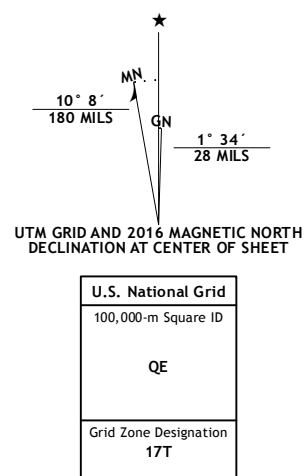 ★
MN
10° 8´
180 MILS
GN
1° 34´
28 MILS
UTM GRID AND 2016 MAGNETIC NORTH
DECLINATION AT CENTER OF SHEET
U.S. National Grid
100,000-m Square ID
QE
Grid Zone Designation
17T